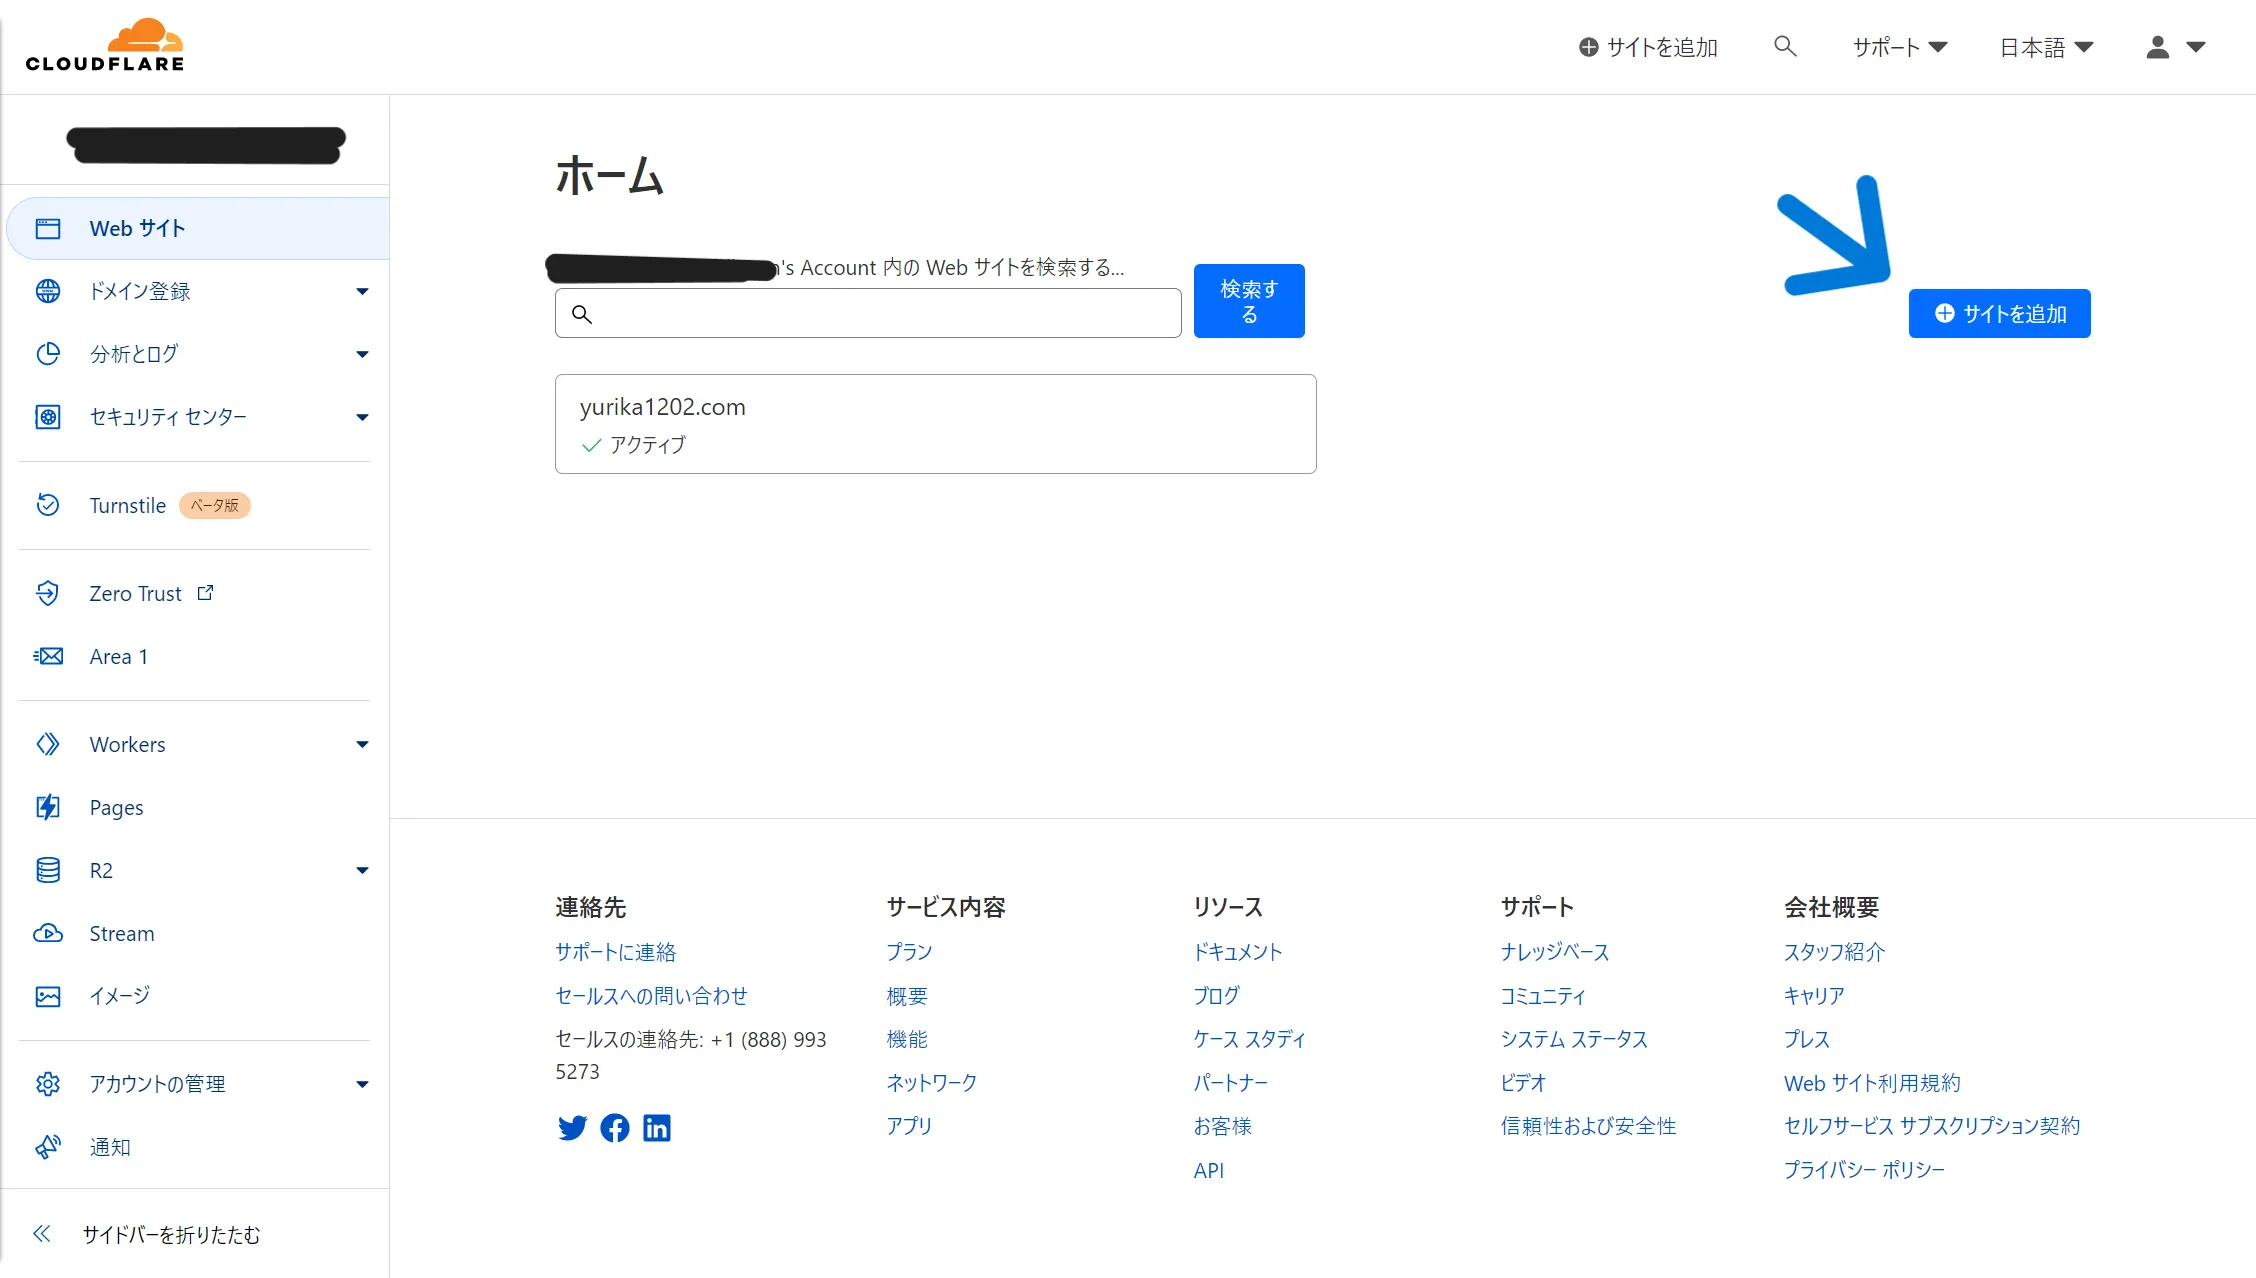 CLOUDFLARE
サイトを追加
サポート
日本語
Web サイト
ドメイン登録
分析とログ
セキュリティ センター
Turnstile ベータ版
Zero Trust
Area 1
Workers
Pages
R2
Stream
イメージ
アカウントの管理
通知
サイドバーを折りたたむ
ホーム
's Account 内の Web サイトを検索する...
検索す
る
サイトを追加
yurika1202.com
アクティブ
連絡先
サポートに連絡
セールスへの問い合わせ
セールスの連絡先: +1 (888) 993
5273
サービス内容
プラン
概要
機能
ネットワーク
アプリ
リソース
ドキュメント
ブログ
ケース スタディ
パートナー
お客様
API
サポート
ナレッジベース
コミュニティ
システム ステータス
ビデオ
信頼性および安全性
会社概要
スタッフ紹介
キャリア
プレス
Web サイト利用規約
セルフサービス サブスクリプション契約
プライバシー ポリシー